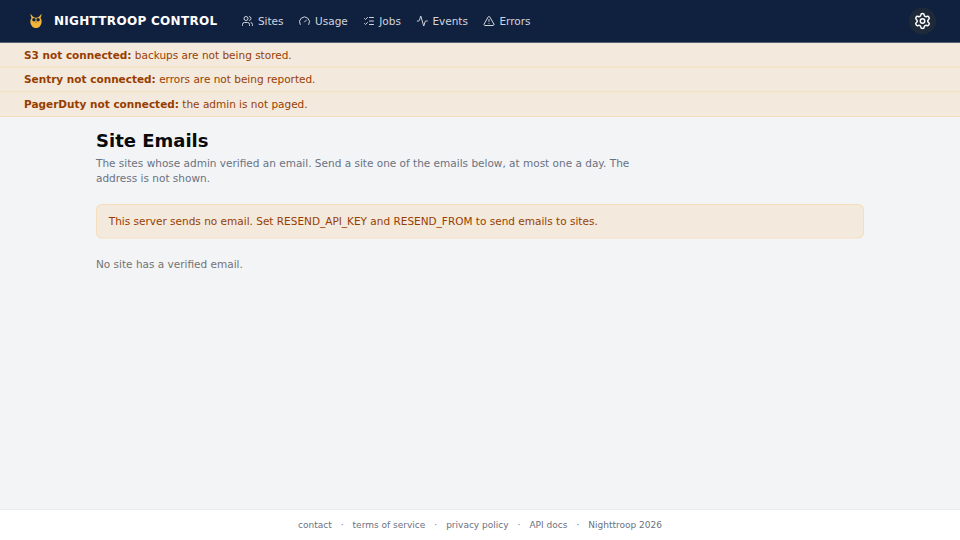 NIGHTTROOP CONTROL Sites Usage Jobs Events Errors
S3 not connected: backups are not being stored.
Sentry not connected: errors are not being reported.
PagerDuty not connected: the admin is not paged.
Site Emails
The sites whose admin verified an email. Send a site one of the emails below, at most one a day. The
address is not shown.
This server sends no email. Set RESEND_API_KEY and RESEND_FROM to send emails to sites.
No site has a verified email.
contact · terms of service · privacy policy · API docs · Nighttroop 2026